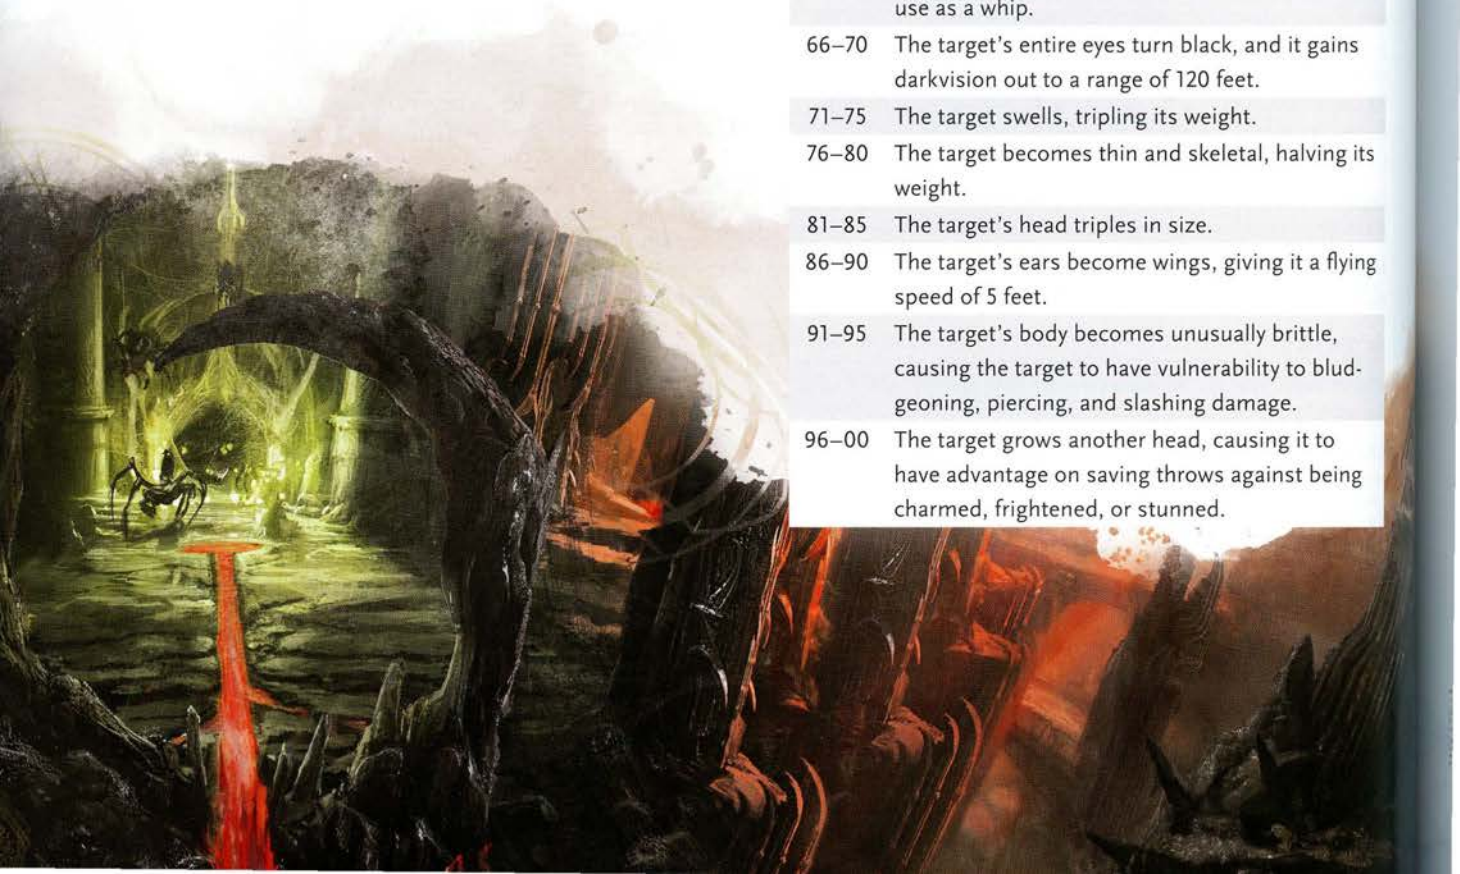 use as a whip.
66–70 The target's entire eyes turn black, and it gains
darkvision out to a range of 120 feet.
71–75 The target swells, tripling its weight.
76–80 The target becomes thin and skeletal, halving its
weight.
81–85 The target's head triples in size.
86–90 The target's ears become wings, giving it a flying
speed of 5 feet.
91–95 The target's body becomes unusually brittle,
causing the target to have vulnerability to blud-
geoning, piercing, and slashing damage.
96–00 The target grows another head, causing it to
have advantage on saving throws against being
charmed, frightened, or stunned.